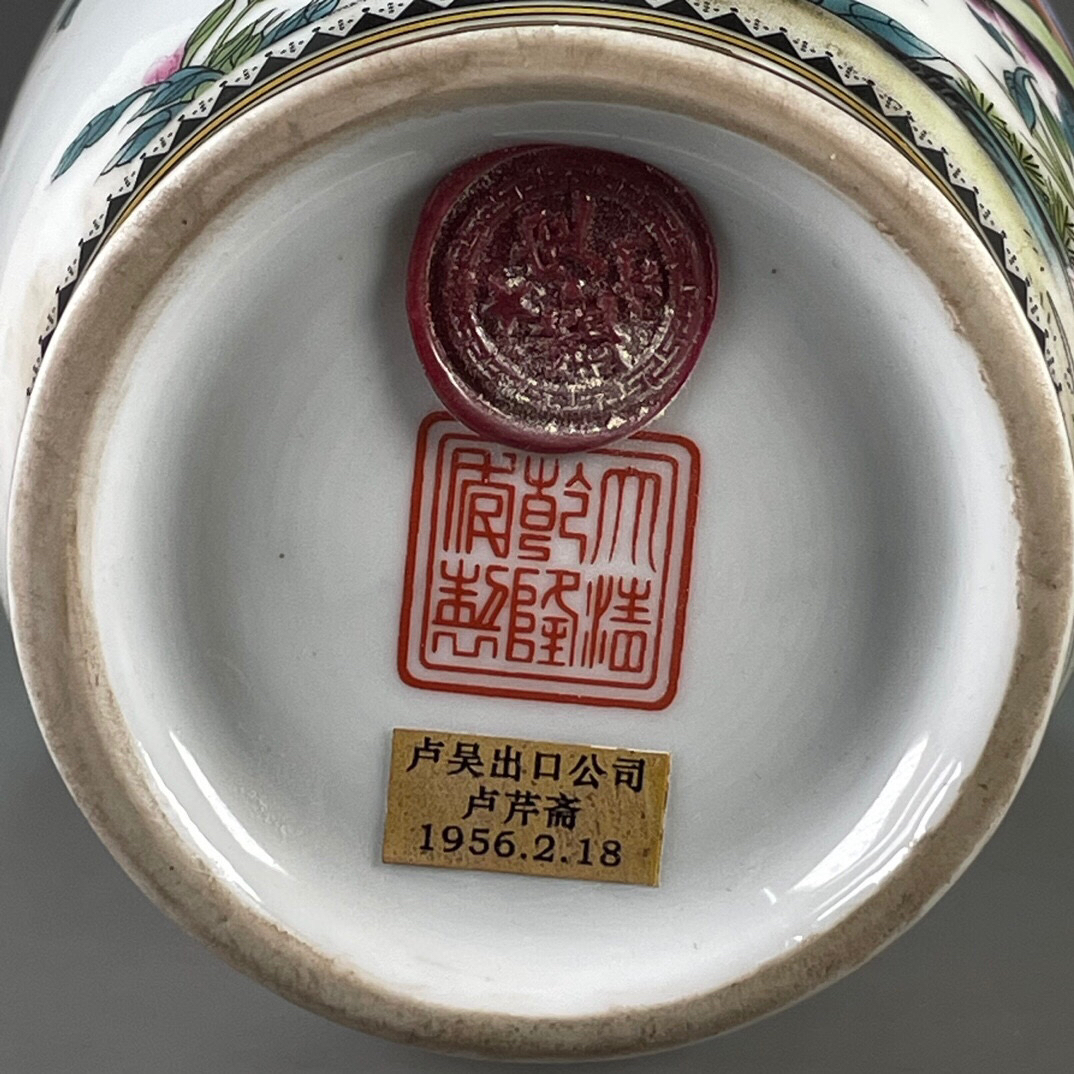 大清
乾隆
年製
卢吴出口公司
卢芹斋
1956.2.18